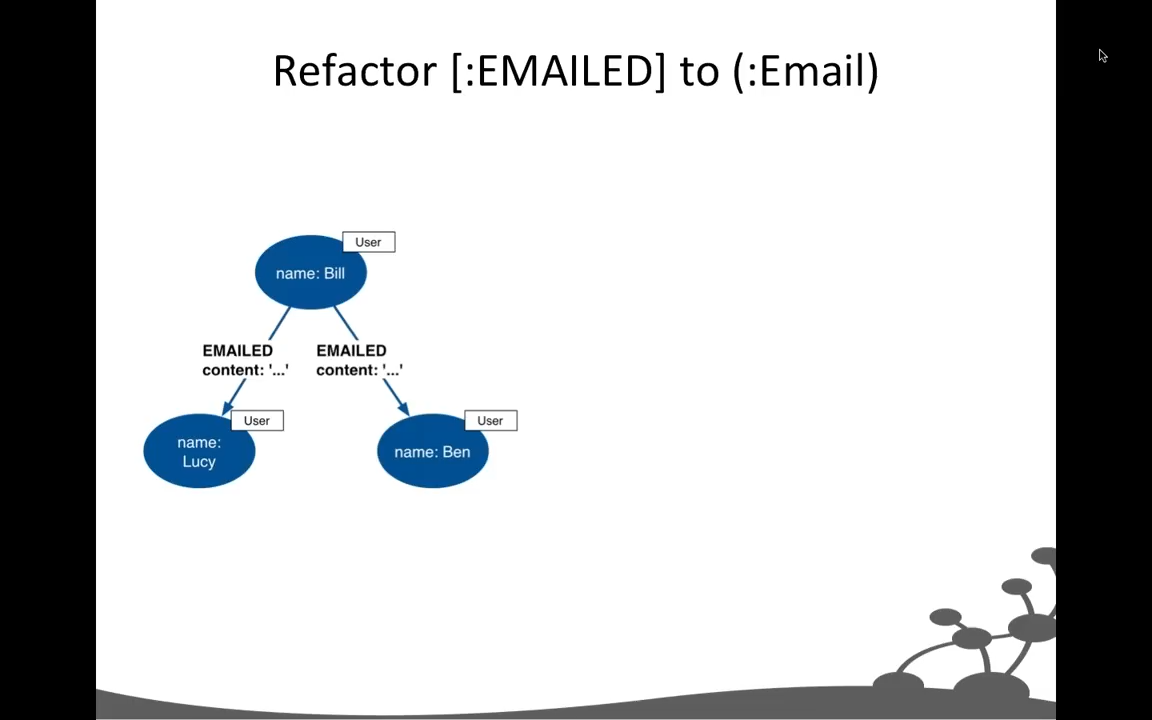 Refactor [:EMAILED] to (:Email)
User
name: Bill
EMAILED
content: '...'
EMAILED
content: '...'
User
name:
Lucy
User
name: Ben